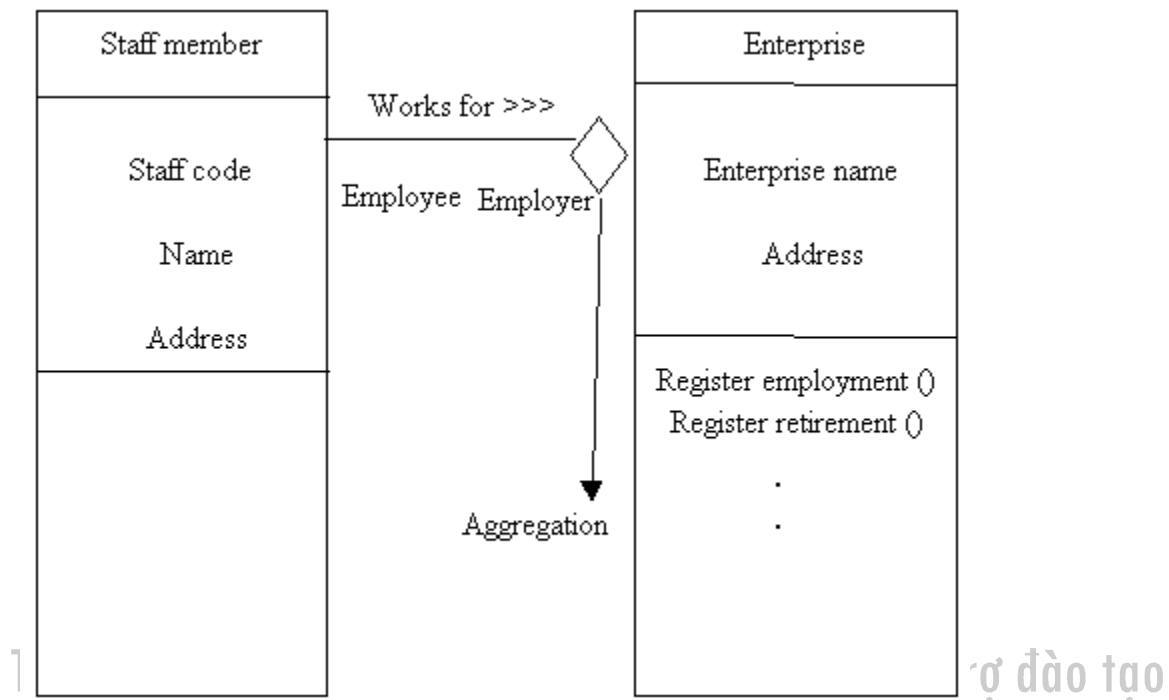 Staff member
Enterprise
Works for >>>
Staff code
Enterprise name
Employee
Employer
Name
Address
Address
Register employment ()
Register retirement ()
.
.
Aggregation
đào tạo